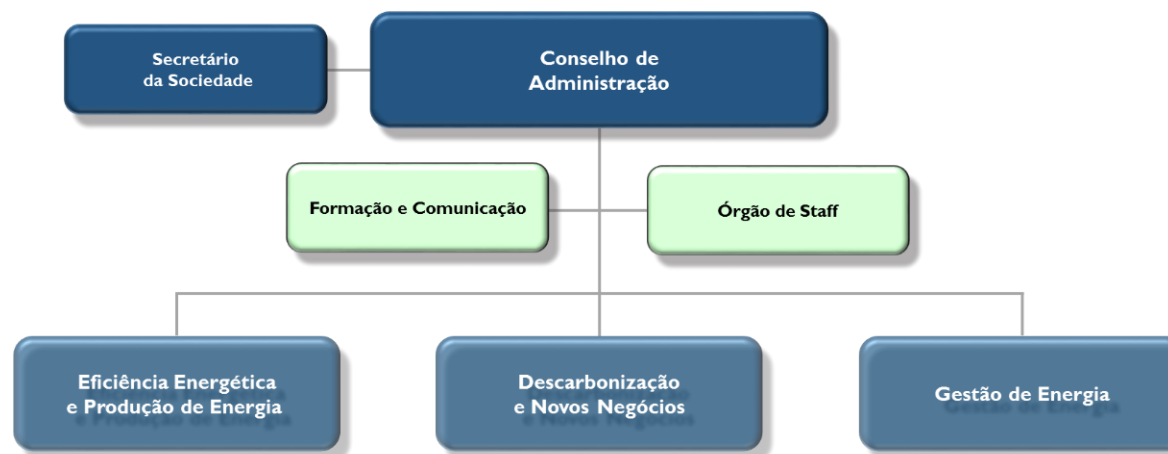 Secretário
da Sociedade
Conselho de
Administração
Formação e Comunicação
Órgão de Staff
Eficiência Energética
e Produção de Energia
Descarbonização
e Novos Negócios
Gestão de Energia